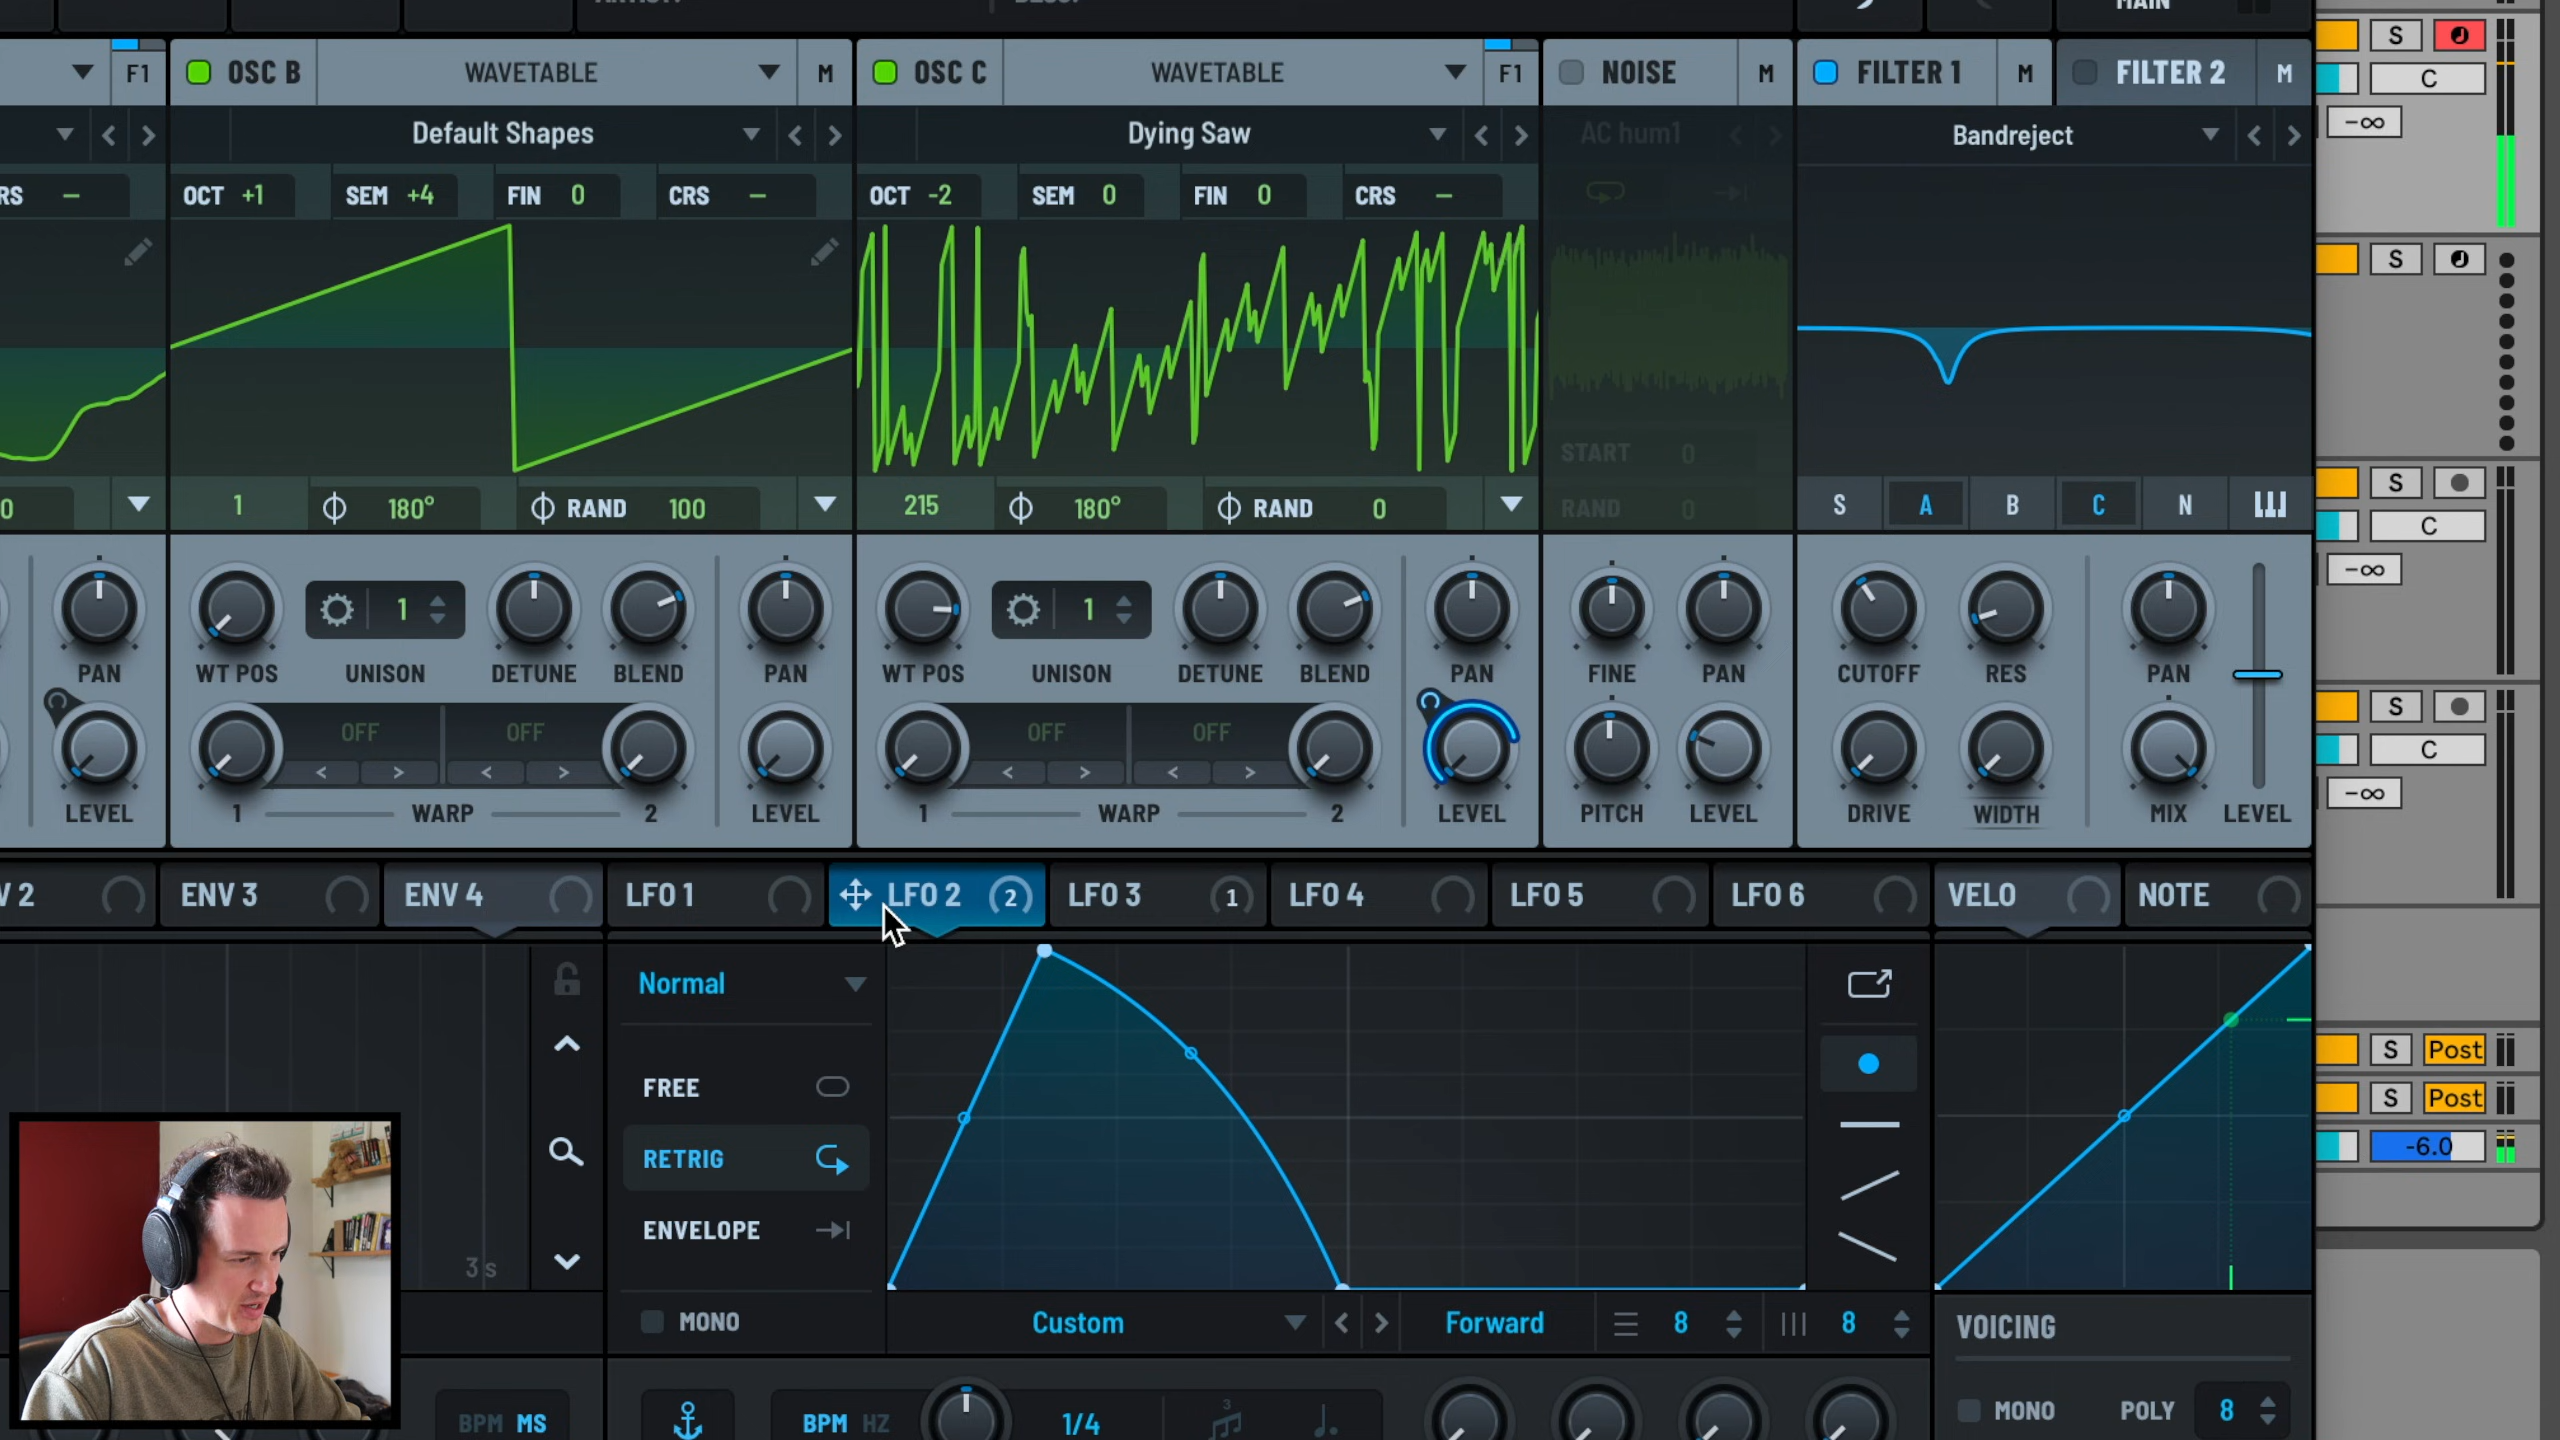 MAIN
F1
OSC B
WAVETABLE
M
OSC C
WAVETABLE
F1
NOISE
M
FILTER 1
M
FILTER 2
M
S
C
-∞
Default Shapes
Dying Saw
AC hum1
Bandreject
RS –
OCT +1
SEM +4
FIN 0
CRS –
OCT -2
SEM 0
FIN 0
CRS –
S
START 0
RAND 0
0
1
180°
RAND 100
215
180°
RAND 0
S A B C N
S
C
-∞
1
1
PAN
WT POS
UNISON
DETUNE
BLEND
PAN
WT POS
UNISON
DETUNE
BLEND
PAN
FINE
PAN
CUTOFF
RES
PAN
OFF
OFF
OFF
OFF
< > < >
< > < >
S
C
-∞
LEVEL
1
WARP
2
LEVEL
1
WARP
2
LEVEL
PITCH
LEVEL
DRIVE
WIDTH
MIX
LEVEL
V 2
ENV 3
ENV 4
LFO 1
LFO 2
2
LFO 3
1
LFO 4
LFO 5
LFO 6
VELO
NOTE
Normal
FREE
RETRIG
ENVELOPE
MONO
3 s
Custom
Forward
8
8
S
Post
S
Post
-6.0
VOICING
MONO
POLY
8
BPM MS
BPM HZ
1/4
3